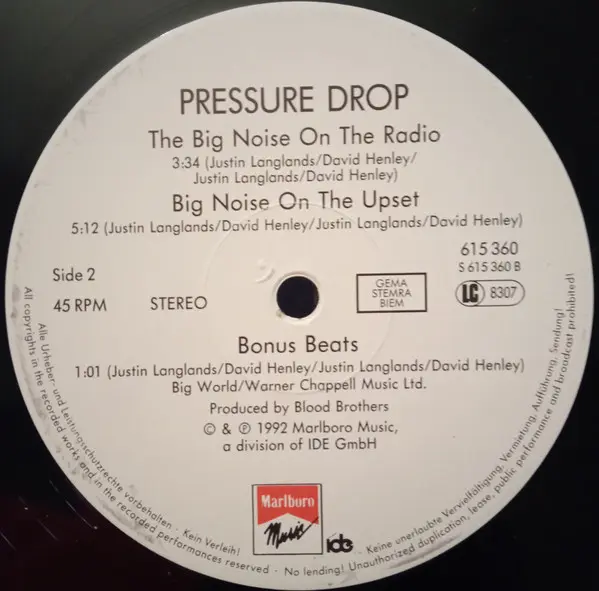 PRESSURE DROP
The Big Noise On The Radio
3:34 (Justin Langlands/David Henley/
Justin Langlands/David Henley)
Big Noise On The Upset
5:12 (Justin Langlands/David Henley/Justin Langlands/David Henley)
615 360
S 615 360 B
Side 2
45 RPM
STEREO
GEMA
STEMRA
BIEM
LC 8307
Bonus Beats
1:01 (Justin Langlands/David Henley/Justin Langlands/David Henley)
Big World/Warner Chappell Music Ltd.
Produced by Blood Brothers
© & ℗ 1992 Marlboro Music,
a division of IDE GmbH
Marlboro
Music
ide
Alle Urheber- und Leistungsschutzrechte vorbehalten · Kein Verleih! · Keine unerlaubte Vervielfältigung, Vermietung, Aufführung, Sendung!
All copyrights in the recorded works and in the recorded performances reserved · No lending! Unauthorized duplication, lease, public performance and broadcast prohibited!